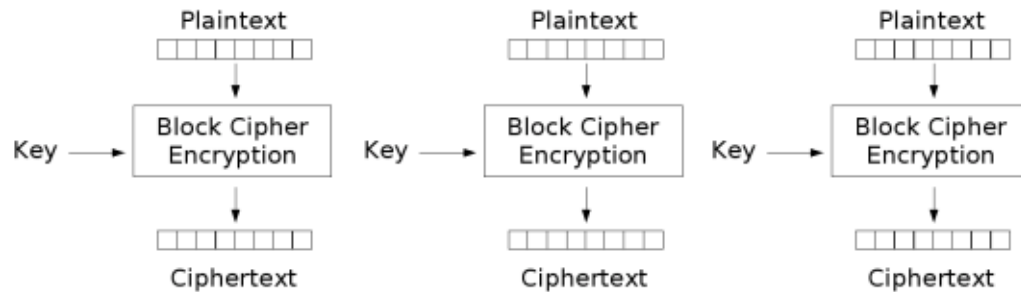 Plaintext Plaintext Plaintext
Block Cipher Block Cipher Block Cipher
Key Encryption Key Encryption Key Encryption
Ciphertext Ciphertext Ciphertext